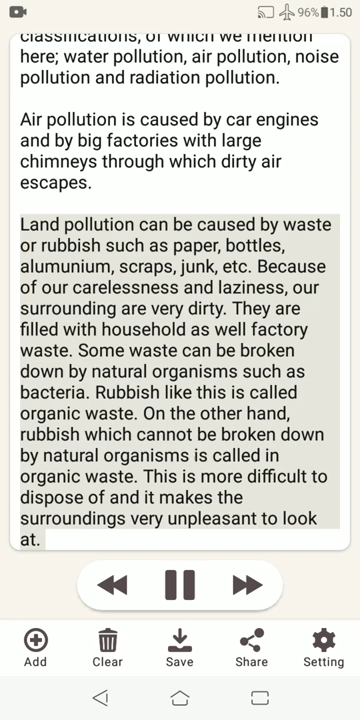 96% 1.50
classifications, of which we mention
here; water pollution, air pollution, noise
pollution and radiation pollution.
Air pollution is caused by car engines
and by big factories with large
chimneys through which dirty air
escapes.
Land pollution can be caused by waste
or rubbish such as paper, bottles,
alumunium, scraps, junk, etc. Because
of our carelessness and laziness, our
surrounding are very dirty. They are
filled with household as well factory
waste. Some waste can be broken
down by natural organisms such as
bacteria. Rubbish like this is called
organic waste. On the other hand,
rubbish which cannot be broken down
by natural organisms is called in
organic waste. This is more difficult to
dispose of and it makes the
surroundings very unpleasant to look
at.
Add Clear Save Share Setting